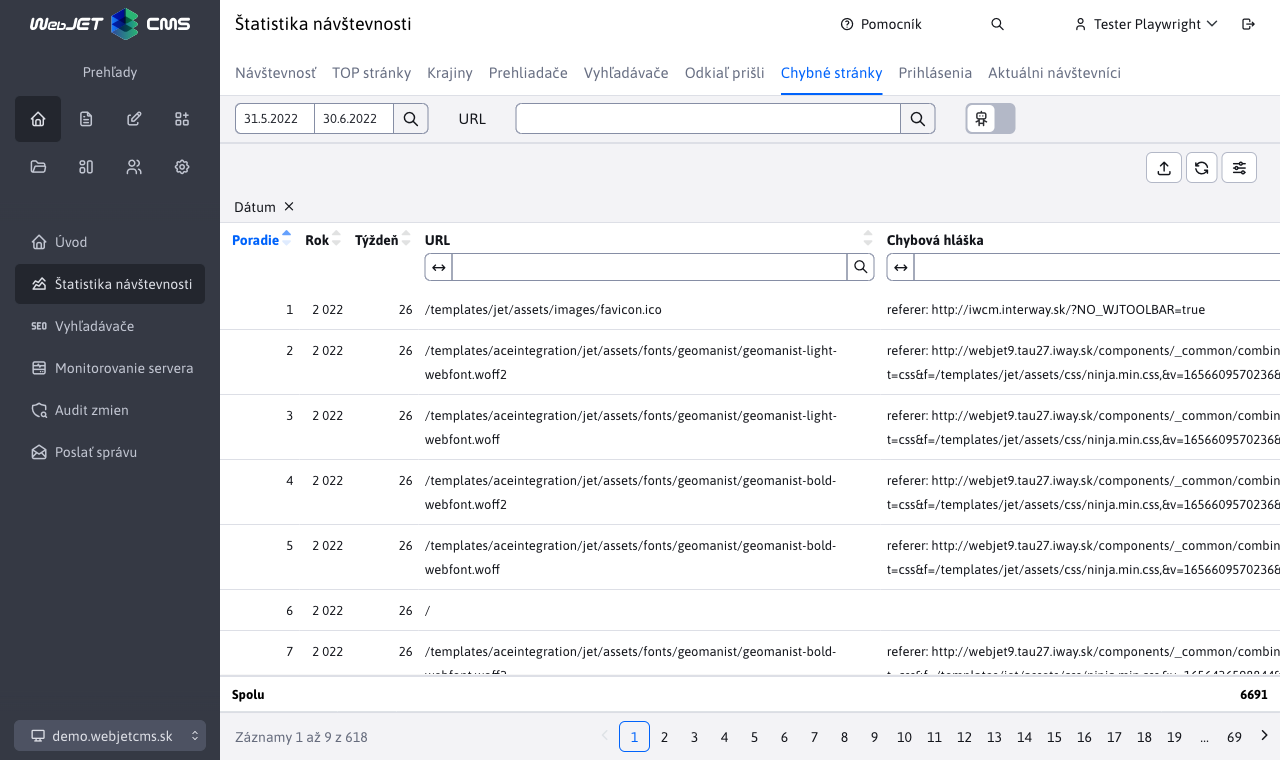 WebJET CMS
Štatistika návštevnosti
Pomocník
Tester Playwright
Prehľady
Návštevnosť TOP stránky Krajiny Prehliadače Vyhľadávače Odkiaľ prišli Chybné stránky Prihlásenia Aktuálni návštevníci
31.5.2022 30.6.2022 URL
Dátum
Úvod
Štatistika návštevnosti
SEO Vyhľadávače
Monitorovanie servera
Audit zmien
Poslať správu
demo.webjetcms.sk
Poradie Rok Týždeň URL Chybová hláška
1 2 022 26 /templates/jet/assets/images/favicon.ico referer: http://iwcm.interway.sk/?NO_WJTOOLBAR=true
2 2 022 26 /templates/aceintegration/jet/assets/fonts/geomanist/geomanist-light- referer: http://webjet9.tau27.iway.sk/components/_common/combin
webfont.woff2 t=css&f=/templates/jet/assets/css/ninja.min.css,&v=1656609570236&
3 2 022 26 /templates/aceintegration/jet/assets/fonts/geomanist/geomanist-light- referer: http://webjet9.tau27.iway.sk/components/_common/combin
webfont.woff t=css&f=/templates/jet/assets/css/ninja.min.css,&v=1656609570236&
4 2 022 26 /templates/aceintegration/jet/assets/fonts/geomanist/geomanist-bold- referer: http://webjet9.tau27.iway.sk/components/_common/combin
webfont.woff2 t=css&f=/templates/jet/assets/css/ninja.min.css,&v=1656609570236&
5 2 022 26 /templates/aceintegration/jet/assets/fonts/geomanist/geomanist-bold- referer: http://webjet9.tau27.iway.sk/components/_common/combin
webfont.woff t=css&f=/templates/jet/assets/css/ninja.min.css,&v=1656609570236&
6 2 022 26 /
7 2 022 26 /templates/aceintegration/jet/assets/fonts/geomanist/geomanist-bold- referer: http://webjet9.tau27.iway.sk/components/_common/combin
Spolu 6691
Záznamy 1 až 9 z 618
1 2 3 4 5 6 7 8 9 10 11 12 13 14 15 16 17 18 19 ... 69